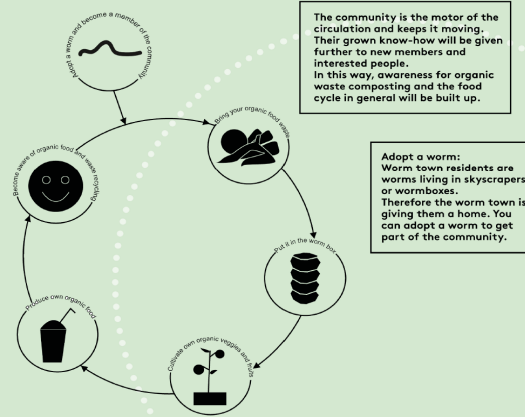 Adopt a worm and become a member of the community
The community is the motor of the
circulation and keeps it moving.
Their grown know-how will be given
further to new members and
interested people.
In this way, awareness for organic
waste composting and the food
cycle in general will be built up.
Bring your organic food waste
Become aware of organic food and waste recycling
Adopt a worm:
Worm town residents are
worms living in skyscrapers
or wormboxes.
Therefore the worm town is
giving them a home. You
can adopt a worm to get
part of the community.
Put it in the worm box
Produce own organic food
Cultivate own organic veggies and fruits